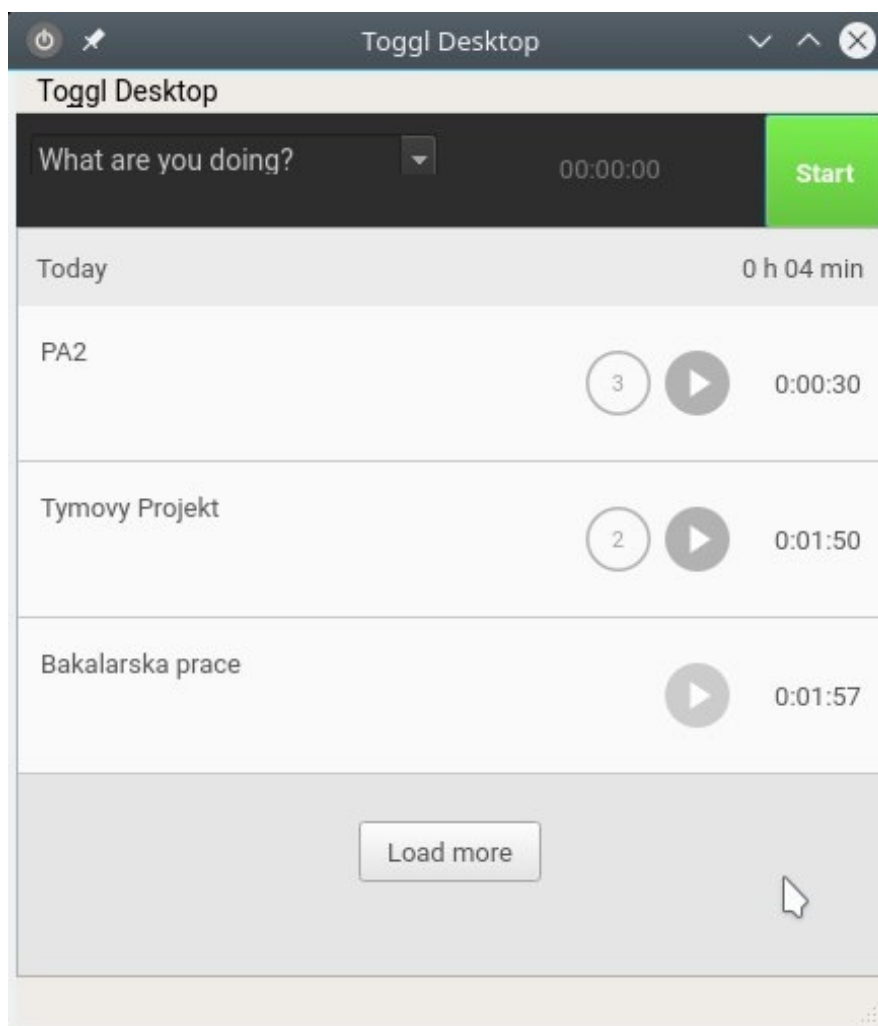 Toggl Desktop
Toggl Desktop
What are you doing? 00:00:00 Start
Today 0 h 04 min
PA2 3 0:00:30
Tymovy Projekt 2 0:01:50
Bakalarska prace 0:01:57
Load more